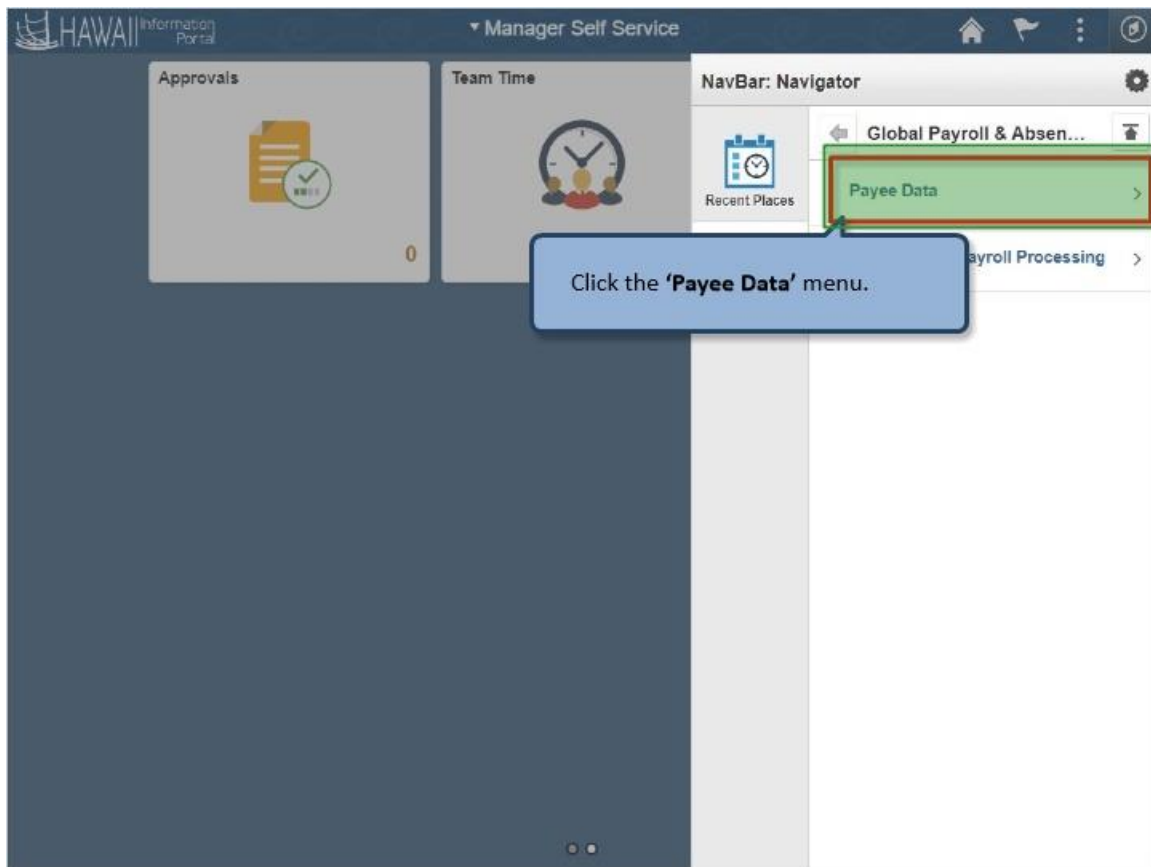 HAWAII Information Portal
Manager Self Service
Approvals
0
Team Time
NavBar: Navigator
Recent Places
Global Payroll & Absen...
Payee Data
ayroll Processing
Click the ‘Payee Data’ menu.